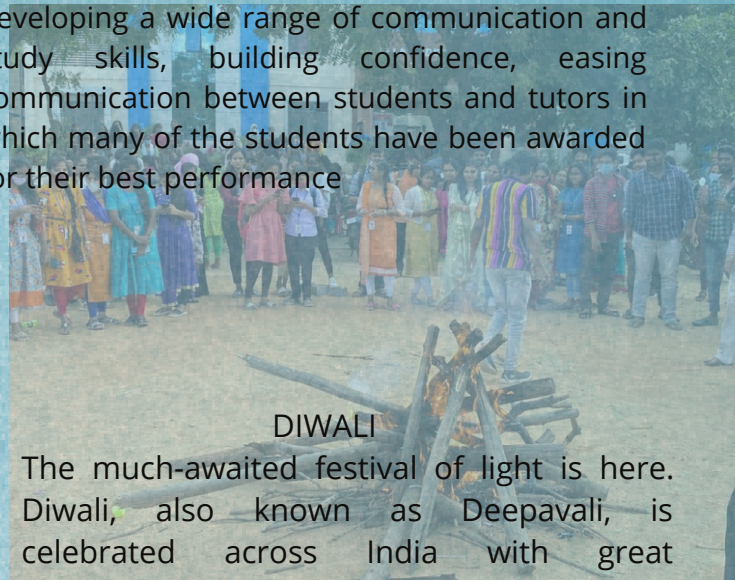 eveloping a wide range of communication and
tudy skills, building confidence, easing
ommunication between students and tutors in
hich many of the students have been awarded
or their best performance
DIWALI
The much-awaited festival of light is here.
Diwali, also known as Deepavali, is
celebrated across India with great